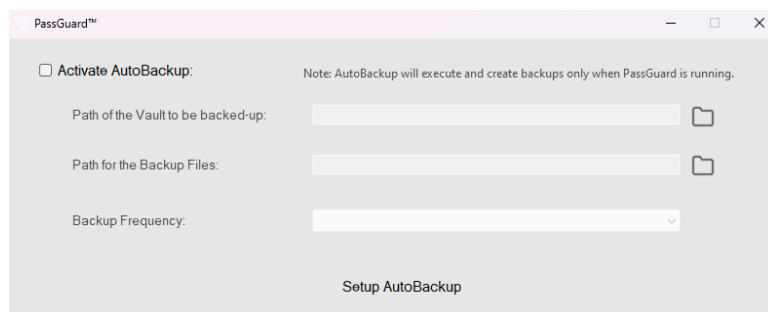 PassGuard™
Activate AutoBackup:
Note: AutoBackup will execute and create backups only when PassGuard is running.
Path of the Vault to be backed-up:
Path for the Backup Files:
Backup Frequency:
Setup AutoBackup